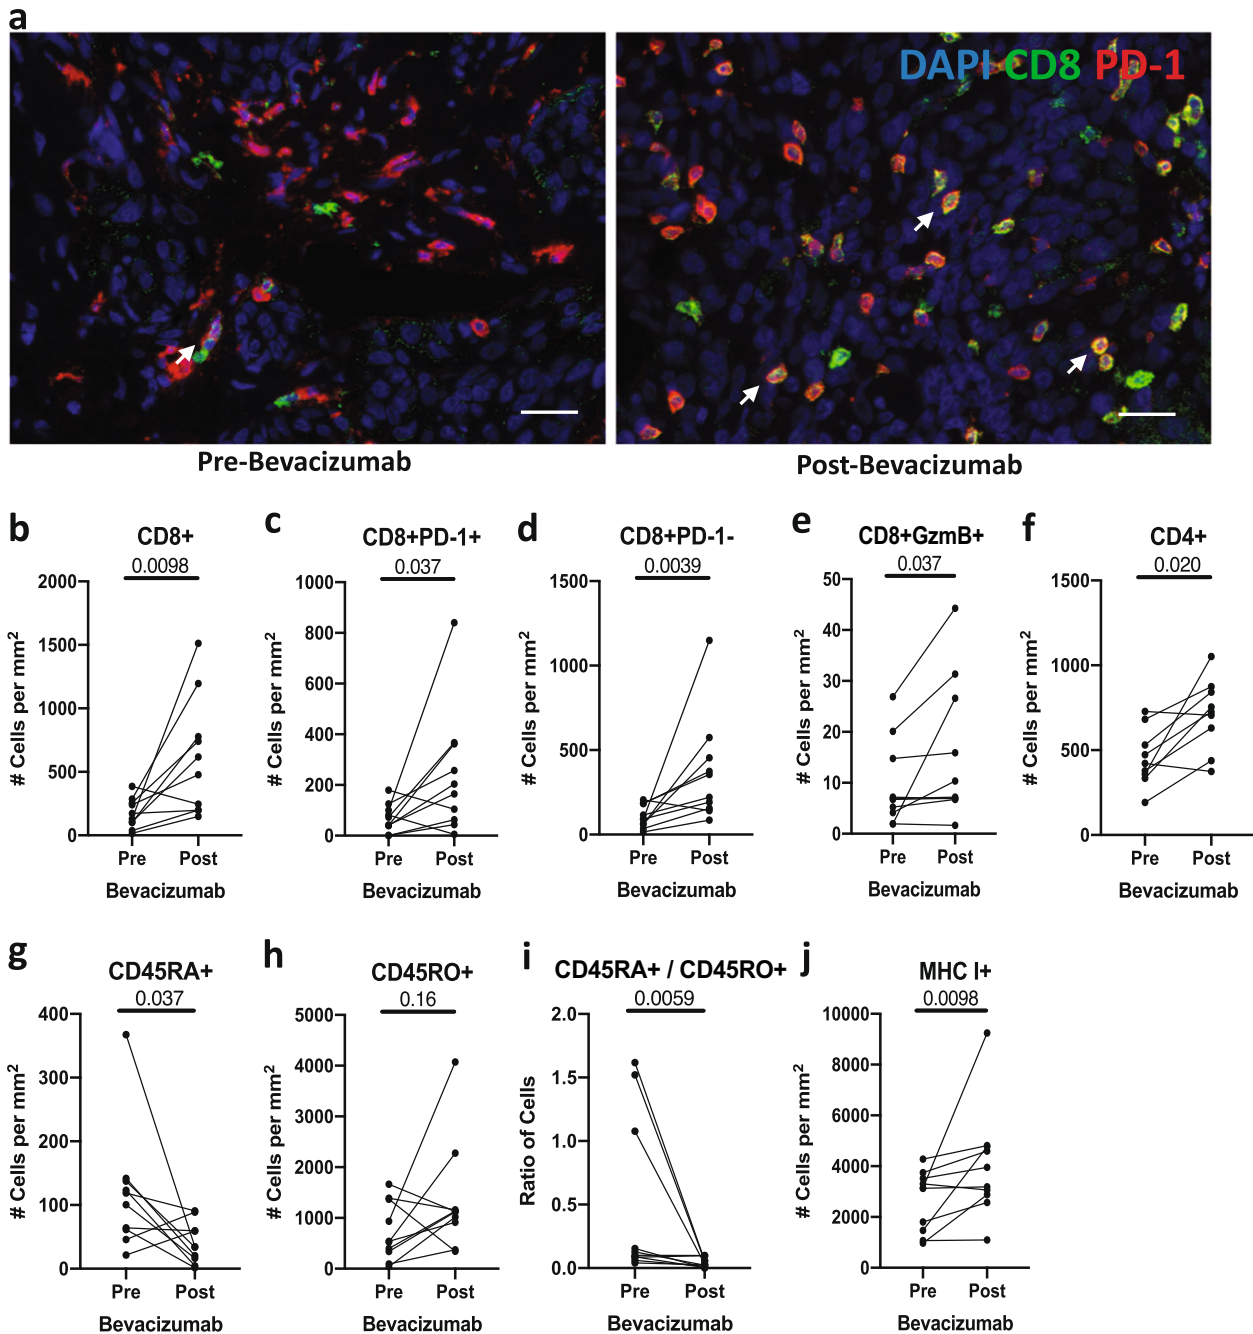 a
DAPI CD8 PD-1
Pre-Bevacizumab
Post-Bevacizumab
b
CD8+
0.0098
# Cells per mm²
2000
1500
1000
500
0
Pre
Post
Bevacizumab
c
CD8+PD-1+
0.037
# Cells per mm²
1000
800
600
400
200
0
Pre
Post
Bevacizumab
d
CD8+PD-1-
0.0039
# Cells per mm²
1500
1000
500
0
Pre
Post
Bevacizumab
e
CD8+GzmB+
0.037
# Cells per mm²
50
40
30
20
10
0
Pre
Post
Bevacizumab
f
CD4+
0.020
# Cells per mm²
1500
1000
500
0
Pre
Post
Bevacizumab
g
CD45RA+
0.037
# Cells per mm²
400
300
200
100
0
Pre
Post
Bevacizumab
h
CD45RO+
0.16
# Cells per mm²
5000
4000
3000
2000
1000
0
Pre
Post
Bevacizumab
i
CD45RA+ / CD45RO+
0.0059
Ratio of Cells
2.0
1.5
1.0
0.5
0.0
Pre
Post
Bevacizumab
j
MHC I+
0.0098
# Cells per mm²
10000
8000
6000
4000
2000
0
Pre
Post
Bevacizumab